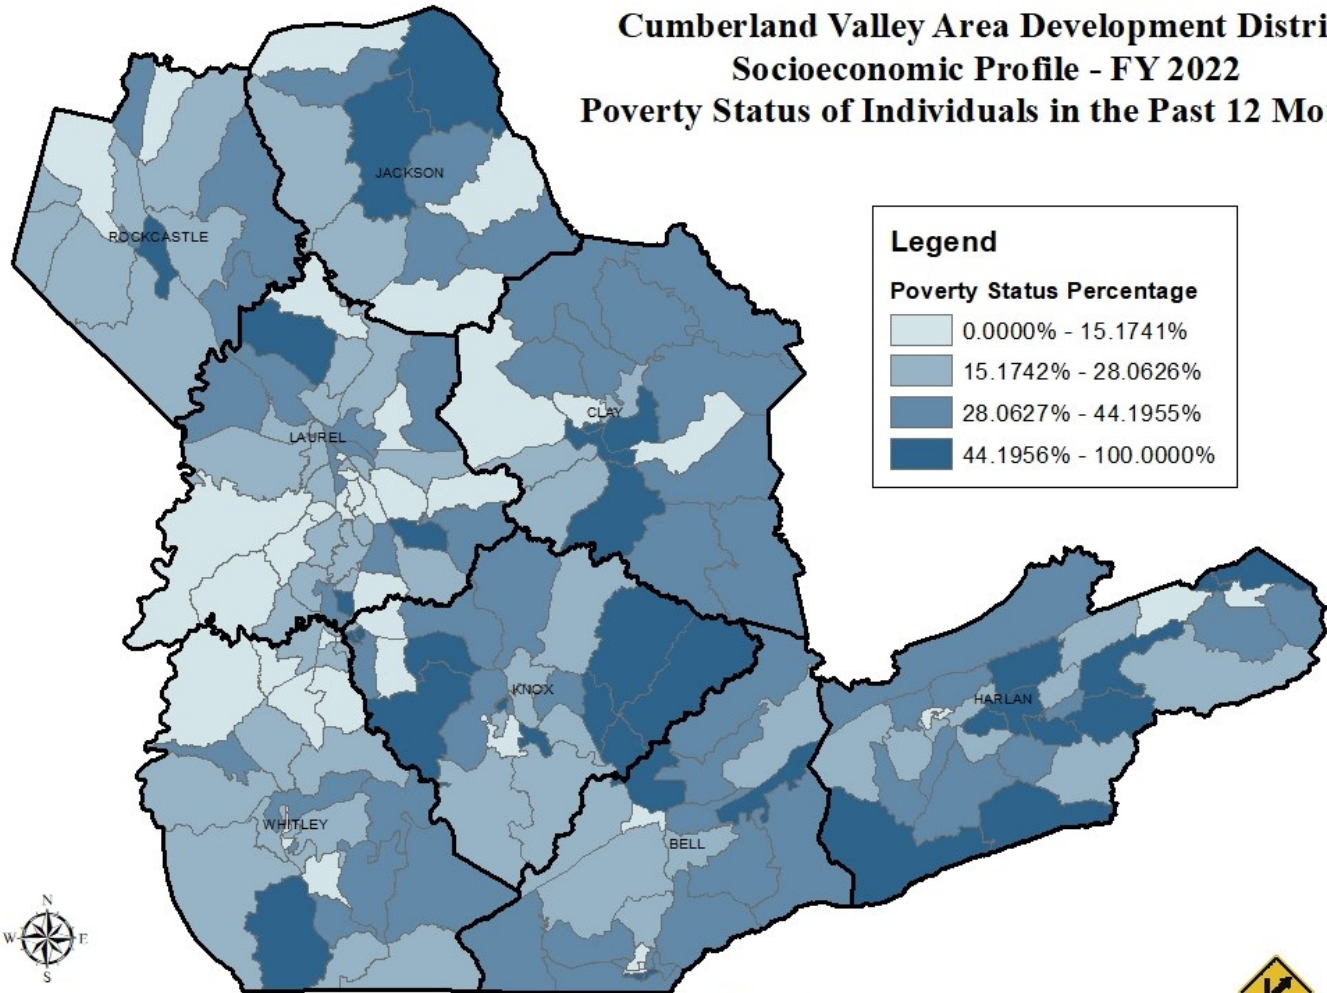 Cumberland Valley Area Development Distri
Socioeconomic Profile - FY 2022
Poverty Status of Individuals in the Past 12 Mo
JACKSON
ROCKCASTLE
Legend
Poverty Status Percentage
0.0000% - 15.1741%
15.1742% - 28.0626%
28.0627% - 44.1955%
44.1956% - 100.0000%
CLAY
LAUREL
KNOX
HARLAN
WHITLEY
BELL
N
W E
S